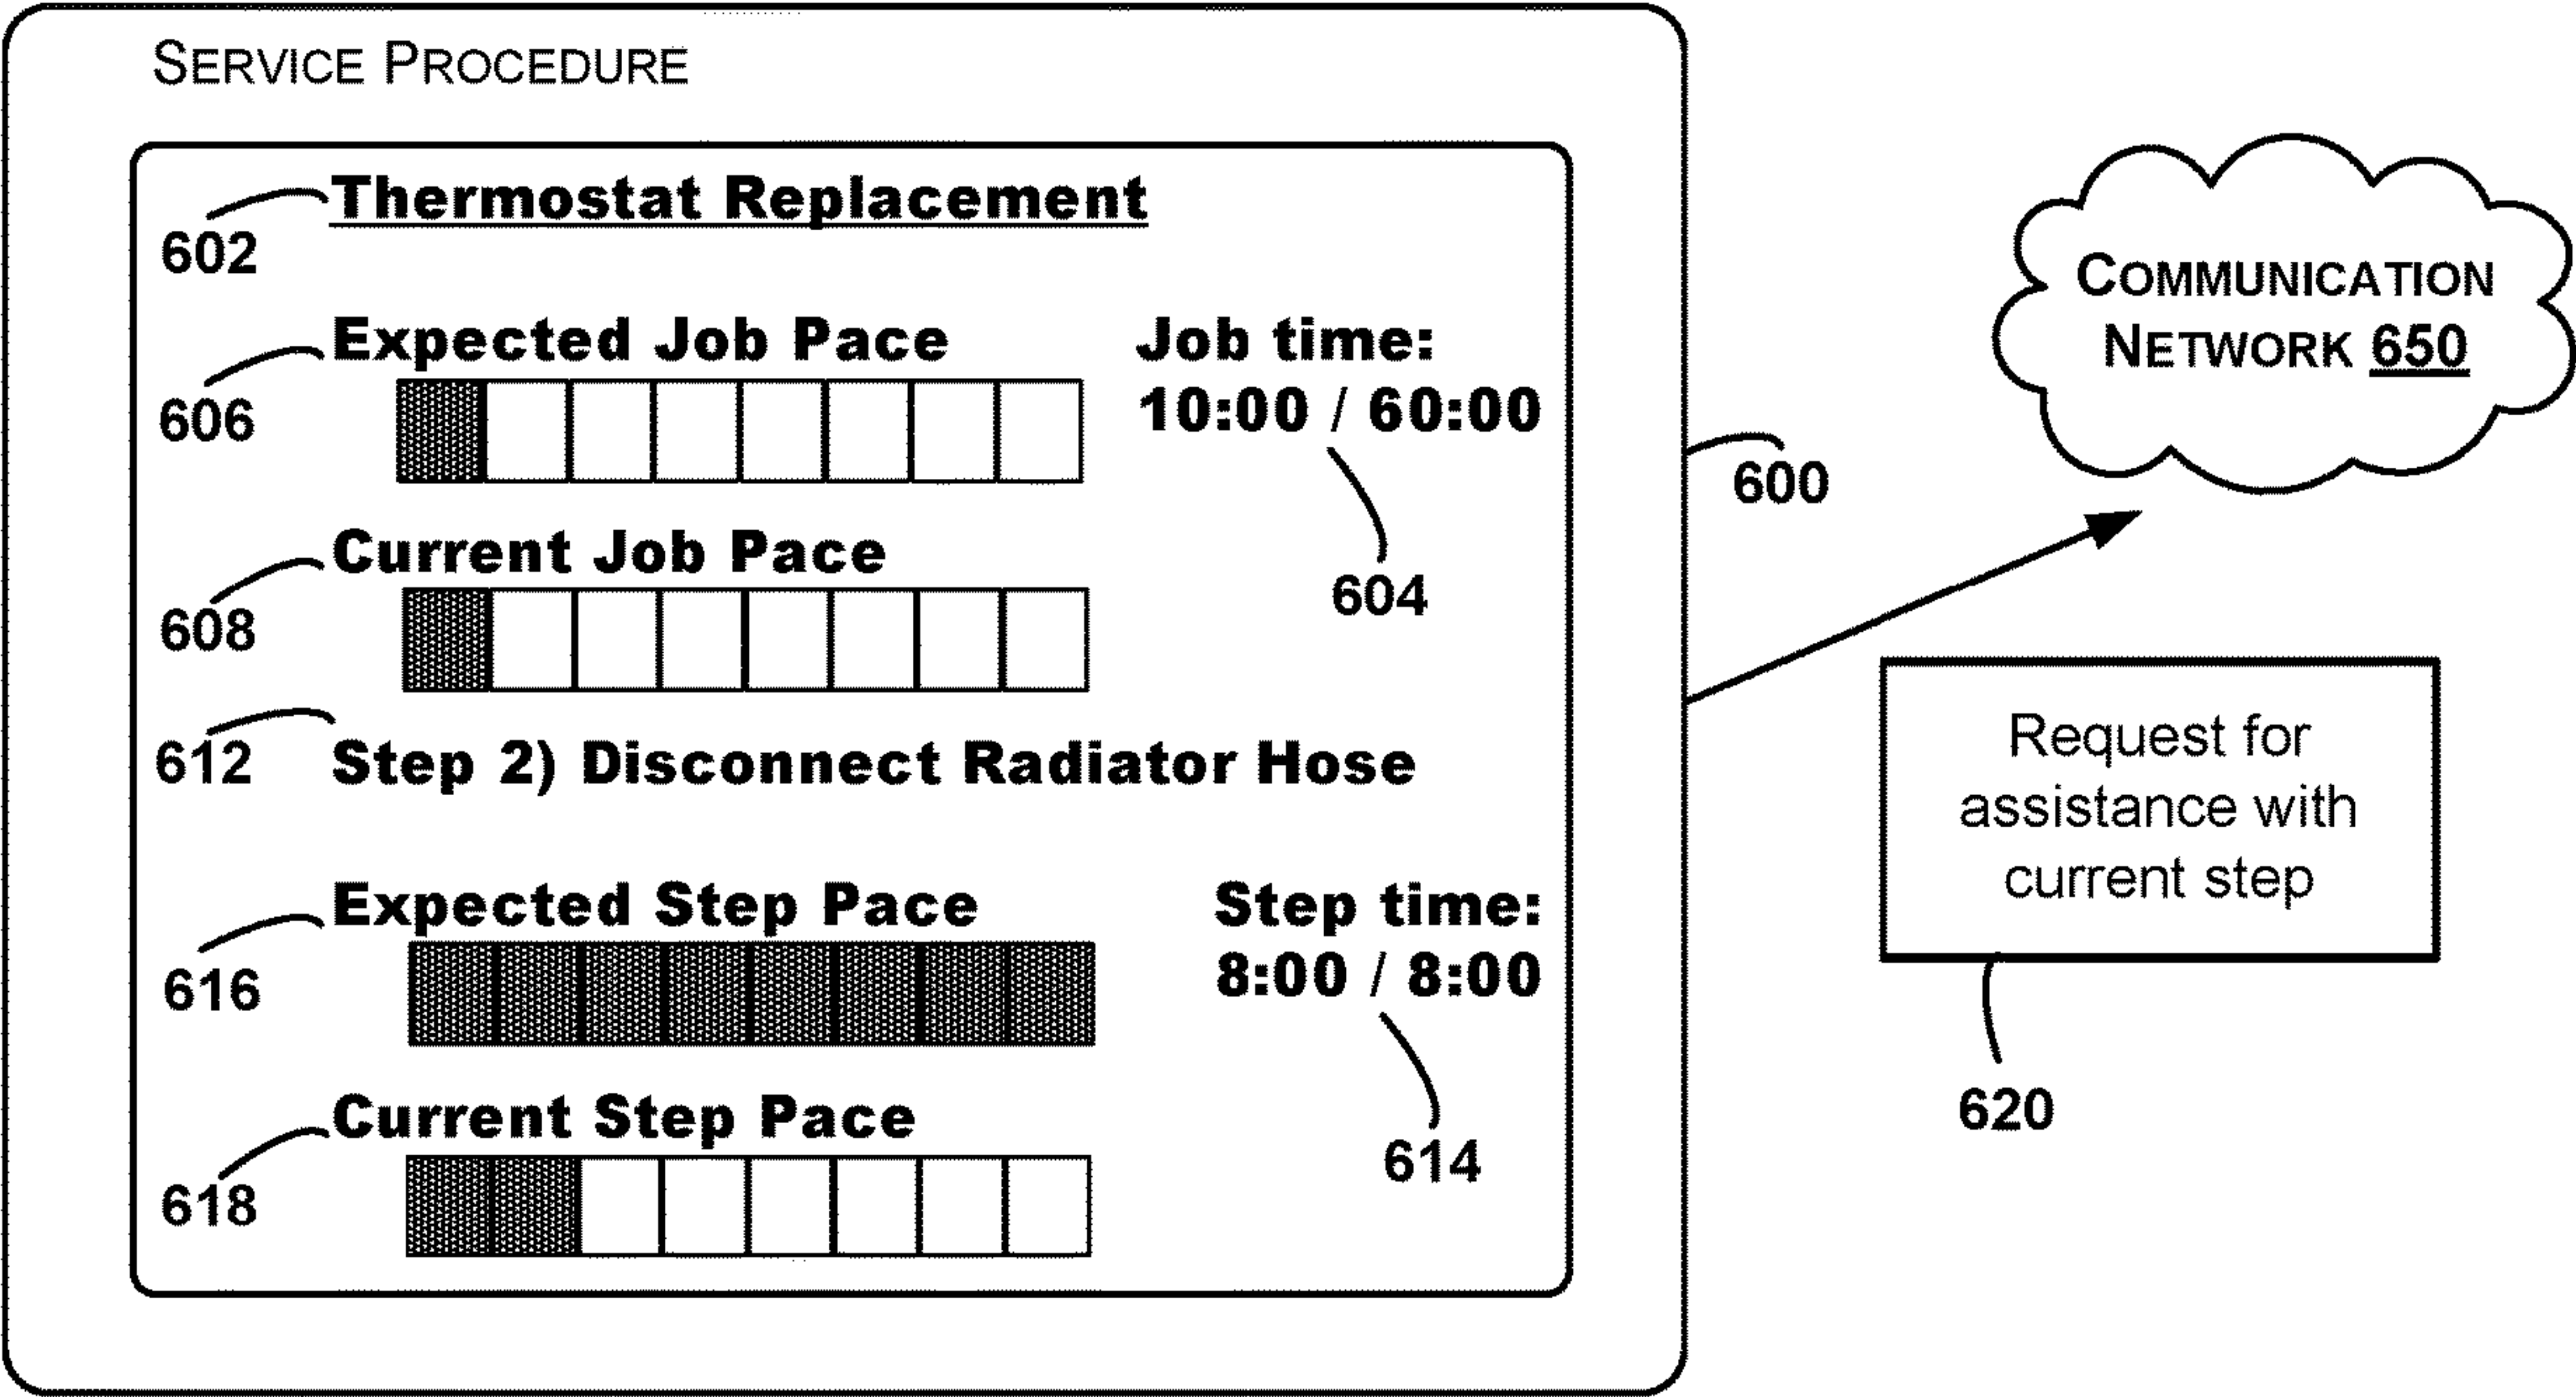 SERVICE PROCEDURE
Thermostat Replacement
602
Expected Job Pace
606
Job time:
10:00 / 60:00
604
Current Job Pace
608
612
Step 2) Disconnect Radiator Hose
Expected Step Pace
616
Step time:
8:00 / 8:00
614
Current Step Pace
618
600
COMMUNICATION
NETWORK 650
Request for
assistance with
current step
620